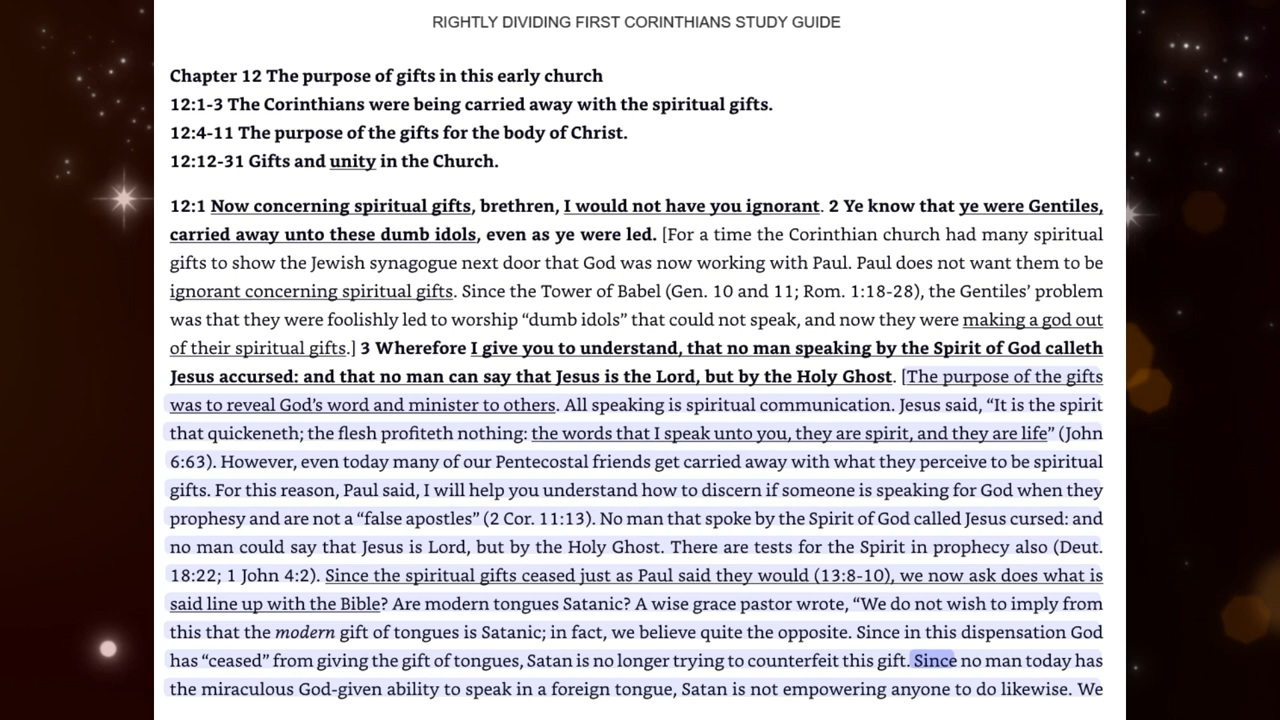 RIGHTLY DIVIDING FIRST CORINTHIANS STUDY GUIDE
Chapter 12 The purpose of gifts in this early church
12:1-3 The Corinthians were being carried away with the spiritual gifts.
12:4-11 The purpose of the gifts for the body of Christ.
12:12-31 Gifts and unity in the Church.
12:1 Now concerning spiritual gifts, brethren, I would not have you ignorant. 2 Ye know that ye were Gentiles,
carried away unto these dumb idols, even as ye were led. [For a time the Corinthian church had many spiritual
gifts to show the Jewish synagogue next door that God was now working with Paul. Paul does not want them to be
ignorant concerning spiritual gifts. Since the Tower of Babel (Gen. 10 and 11; Rom. 1:18-28), the Gentiles’ problem
was that they were foolishly led to worship “dumb idols” that could not speak, and now they were making a god out
of their spiritual gifts.] 3 Wherefore I give you to understand, that no man speaking by the Spirit of God calleth
Jesus accursed: and that no man can say that Jesus is the Lord, but by the Holy Ghost. [The purpose of the gifts
was to reveal God’s word and minister to others. All speaking is spiritual communication. Jesus said, “It is the spirit
that quickeneth; the flesh profiteth nothing: the words that I speak unto you, they are spirit, and they are life” (John
6:63). However, even today many of our Pentecostal friends get carried away with what they perceive to be spiritual
gifts. For this reason, Paul said, I will help you understand how to discern if someone is speaking for God when they
prophesy and are not a “false apostles” (2 Cor. 11:13). No man that spoke by the Spirit of God called Jesus cursed: and
no man could say that Jesus is Lord, but by the Holy Ghost. There are tests for the Spirit in prophecy also (Deut.
18:22; 1 John 4:2). Since the spiritual gifts ceased just as Paul said they would (13:8-10), we now ask does what is
said line up with the Bible? Are modern tongues Satanic? A wise grace pastor wrote, “We do not wish to imply from
this that the modern gift of tongues is Satanic; in fact, we believe quite the opposite. Since in this dispensation God
has “ceased” from giving the gift of tongues, Satan is no longer trying to counterfeit this gift. Since no man today has
the miraculous God-given ability to speak in a foreign tongue, Satan is not empowering anyone to do likewise. We